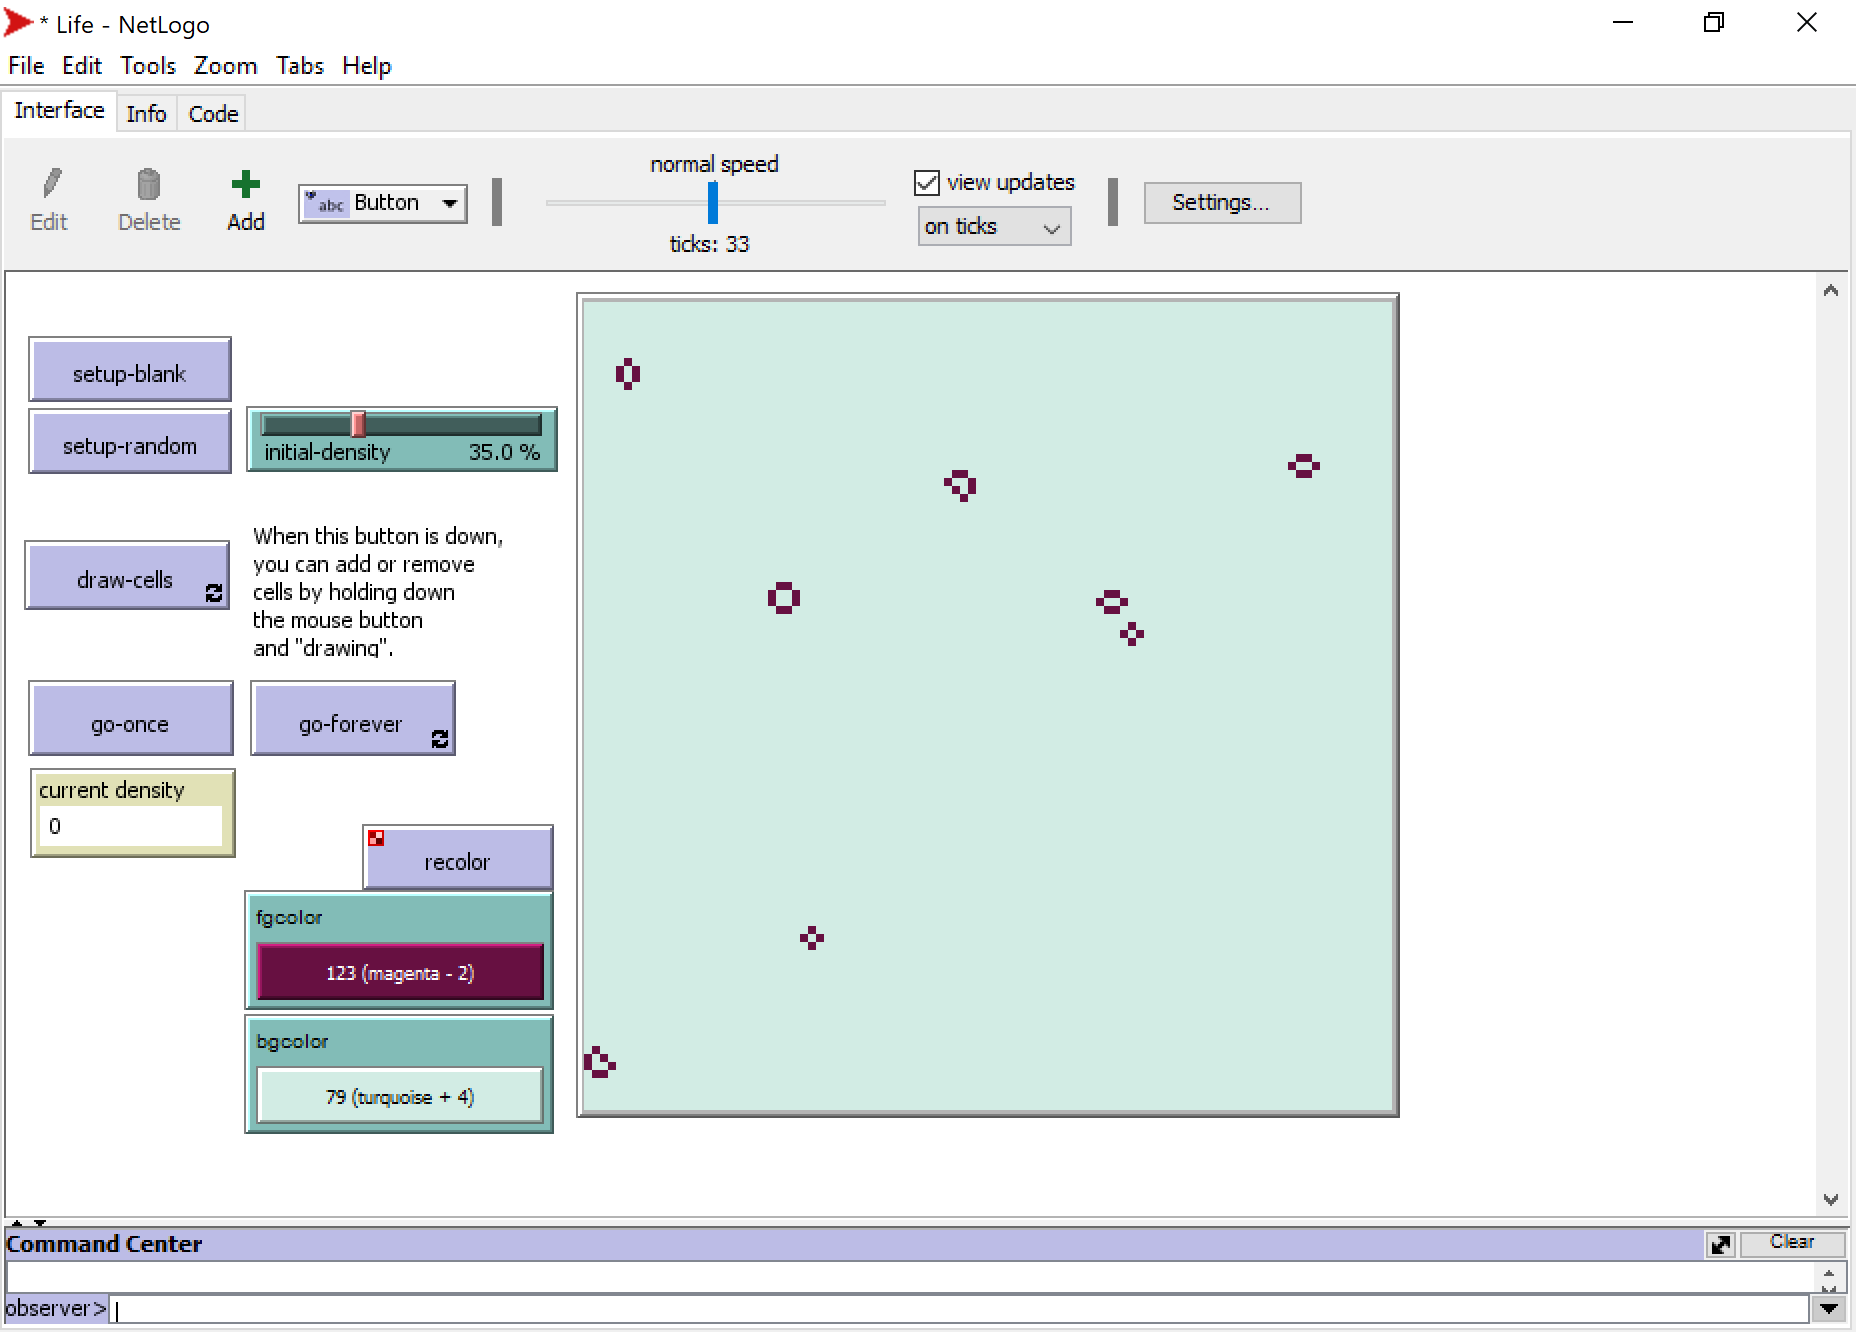 * Life - NetLogo
File Edit Tools Zoom Tabs Help
Interface Info Code
Edit
Delete
Add
abc Button
normal speed
ticks: 33
view updates
on ticks
Settings...
setup-blank
setup-random
initial-density 35.0 %
draw-cells
When this button is down,
you can add or remove
cells by holding down
the mouse button
and "drawing".
go-once
go-forever
current density
0
recolor
fgcolor
123 (magenta - 2)
bgcolor
79 (turquoise + 4)
Command Center
Clear
observer>